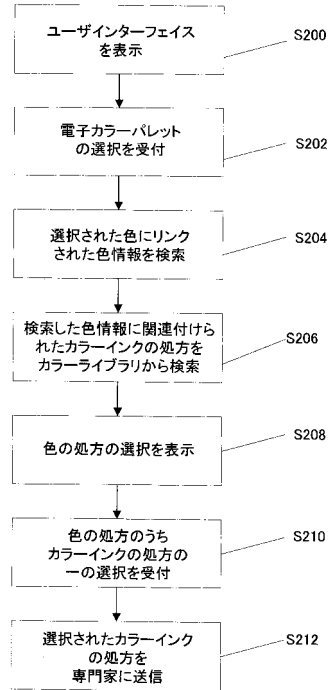 ユーザインターフェイス
を表示
S200
電子カラーパレット
の選択を受付
S202
選択された色にリンク
された色情報を検索
S204
検索した色情報に関連付けら
れたカラーインクの処方を
カラーライブラリから検索
S206
色の処方の選択を表示
S208
色の処方のうち
カラーインクの処方の
一の選択を受付
S210
選択されたカラーインク
の処方を
専門家に送信
S212